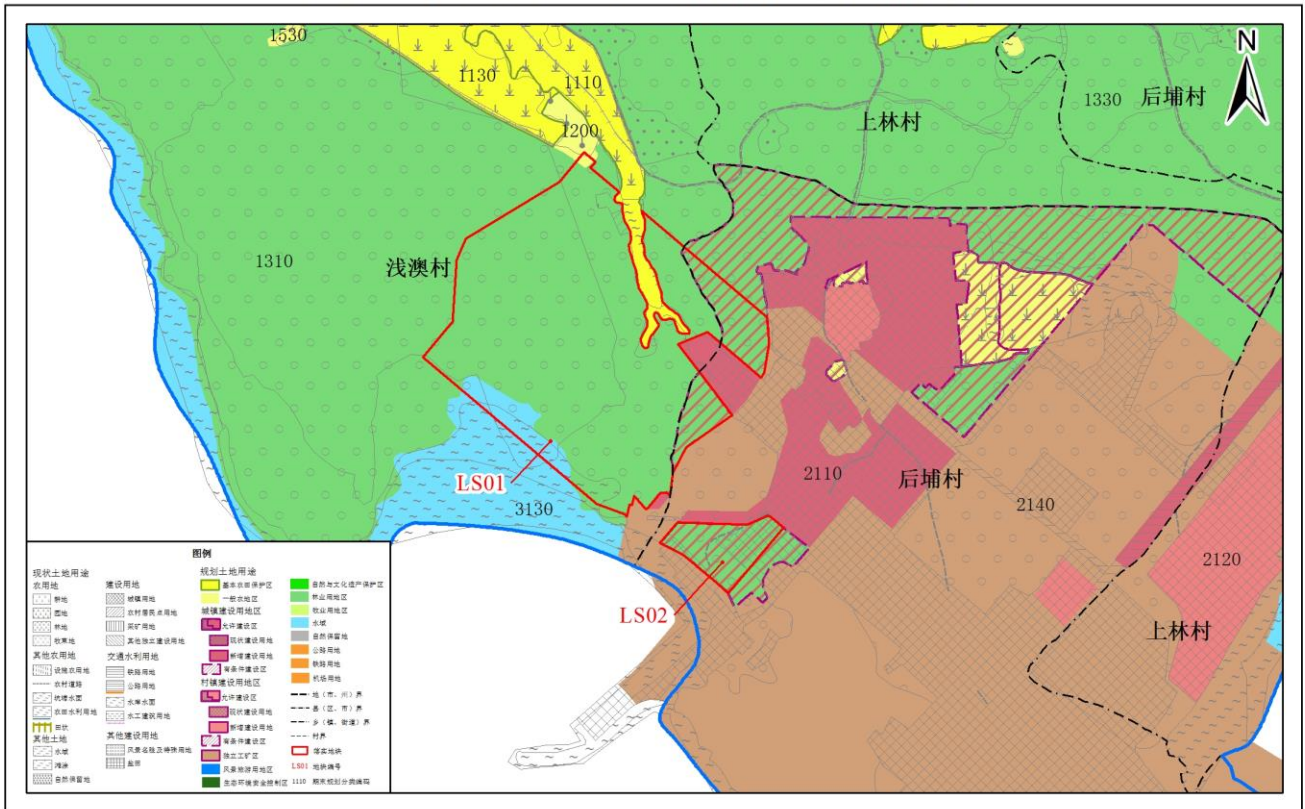 1530
N
1130
1110
1330
后埔村
上林村
1200
1310
浅澳村
LS01
3130
2110
后埔村
2140
2120
LS02
上林村
图例
现状土地用途
农用地
耕地
园地
林地
牧草地
其他农用地
设施农用地
农村道路
坑塘水面
农田水利用地
田坎
其他土地
水域
滩涂
自然保留地
建设用地
城镇用地
农村居民点用地
采矿用地
其他独立建设用地
交通水利用地
铁路用地
公路用地
水库水面
水工建筑用地
其他建设用地
风景名胜及特殊用地
盐田
规划土地用途
基本农田保护区
一般农地区
城镇建设用地区
允许建设区
现状建设用地
新增建设用地
有条件建设区
村镇建设用地区
允许建设区
现状建设用地
新增建设用地
有条件建设区
独立工矿区
风景旅游用地区
生态环境安全控制区
自然与文化遗产保护区
林业用地区
牧业用地区
水域
自然保留地
公路用地
铁路用地
机场用地
地（市、州）界
县（区、市）界
乡（镇、街道）界
村界
落实地块
LS01 地块编号
1110 期末规划分类编码